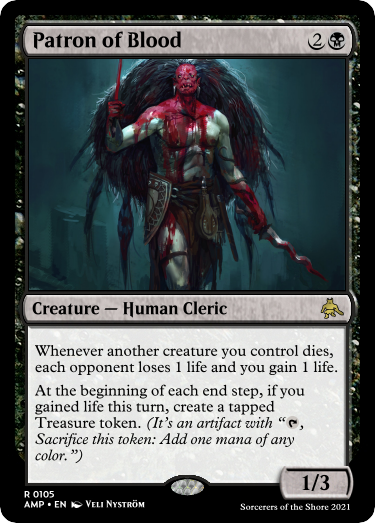 Patron of Blood 2
Creature — Human Cleric
Whenever another creature you control dies,
each opponent loses 1 life and you gain 1 life.
At the beginning of each end step, if you
gained life this turn, create a tapped
Treasure token. (It's an artifact with “,
Sacrifice this token: Add one mana of any
color.”)
1/3
R 0105
AMP • EN Veli Nyström
Sorcerers of the Shore 2021